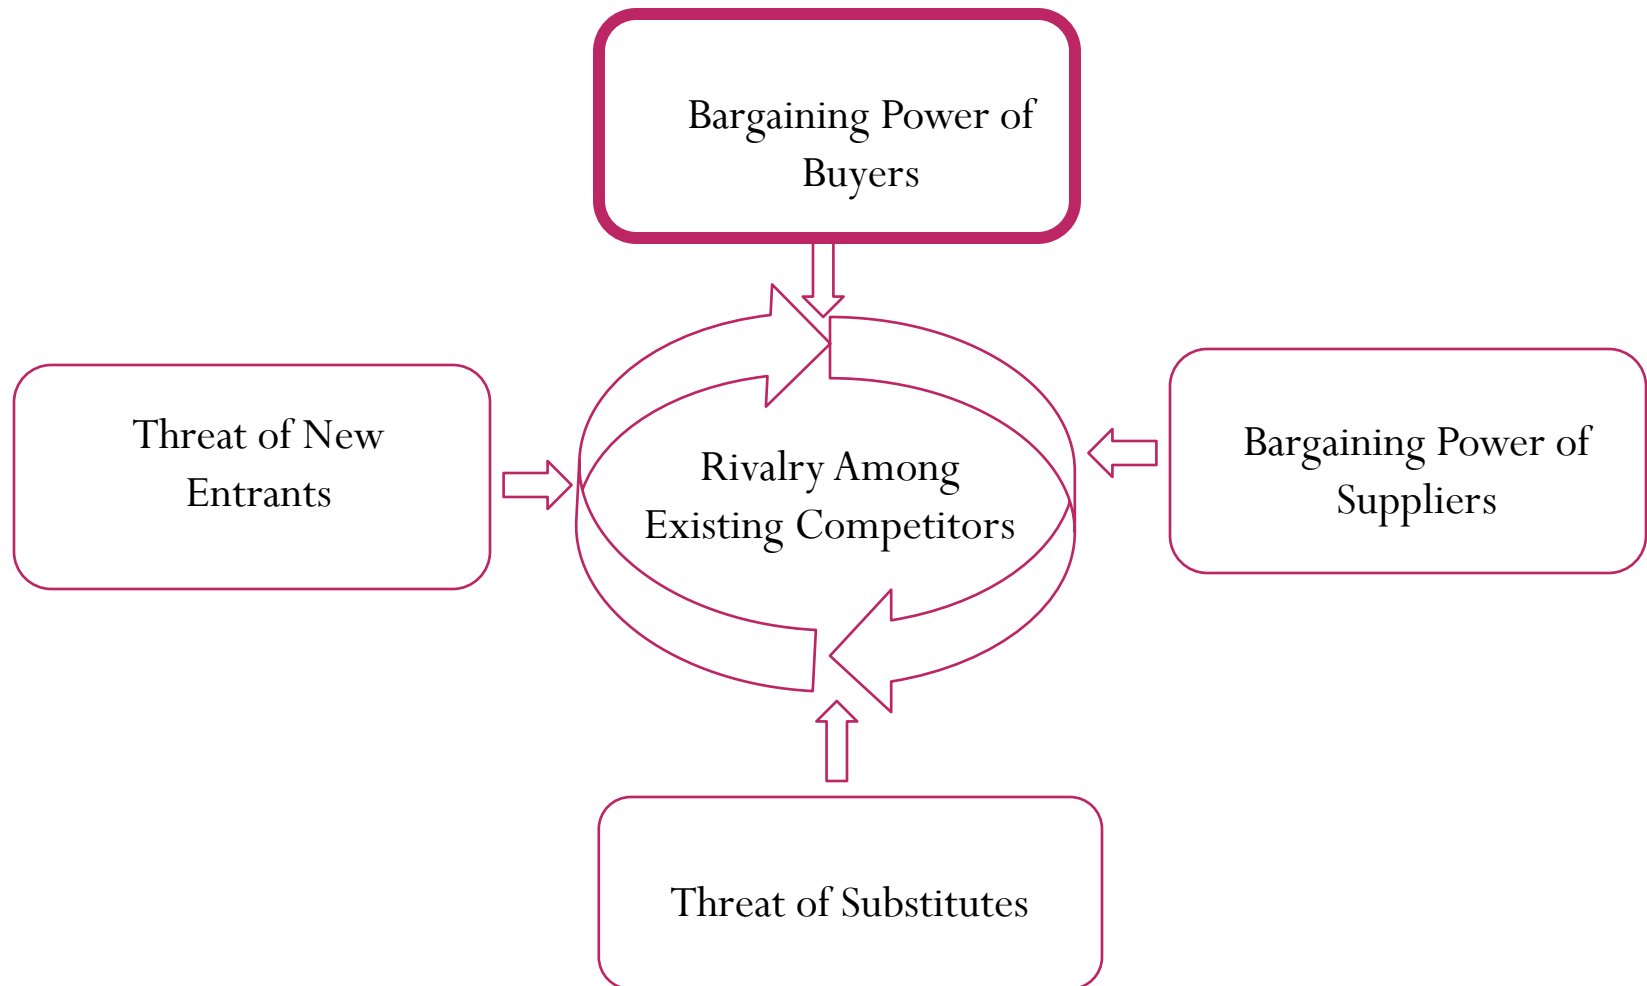 Bargaining Power of
Buyers
Threat of New
Entrants
Rivalry Among
Existing Competitors
Bargaining Power of
Suppliers
Threat of Substitutes